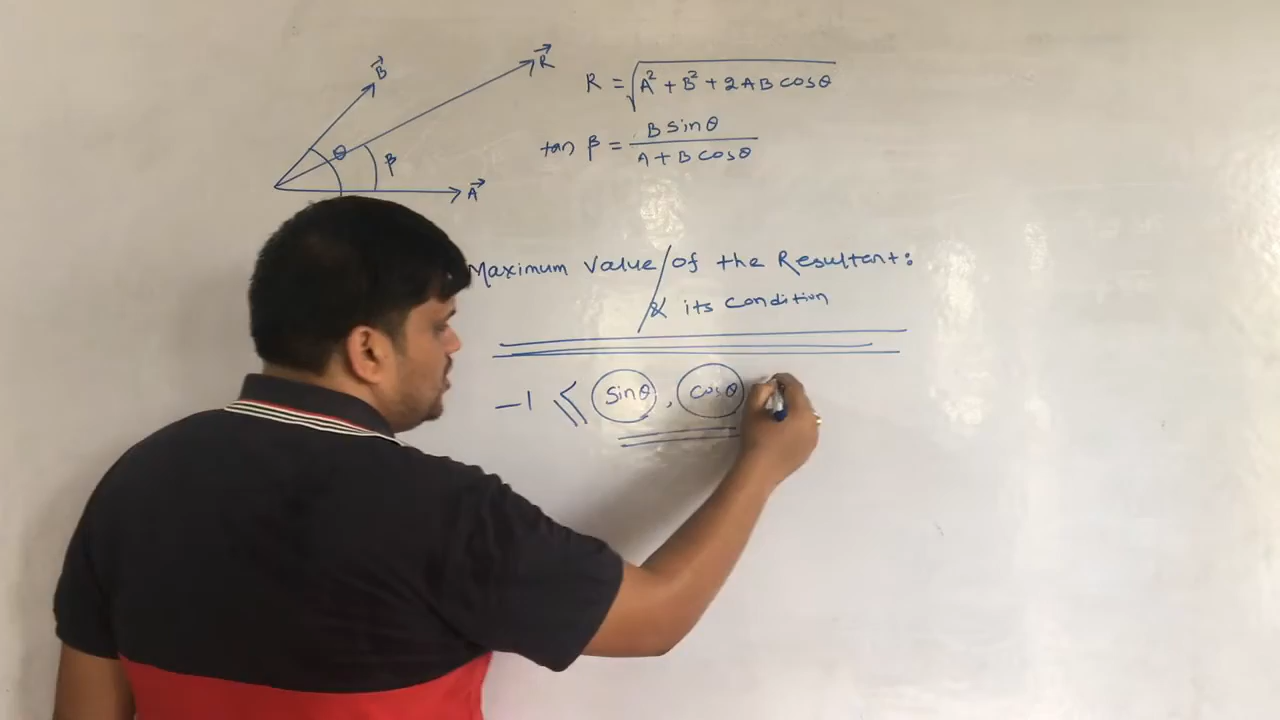 B⃗
R⃗
θ
β
A⃗
R = √(A² + B² + 2AB cosθ)
tan β = B sinθ / A + B cosθ
Maximum Value / of the Resultant:
& its condition
-1 ≤ sinθ, cosθ